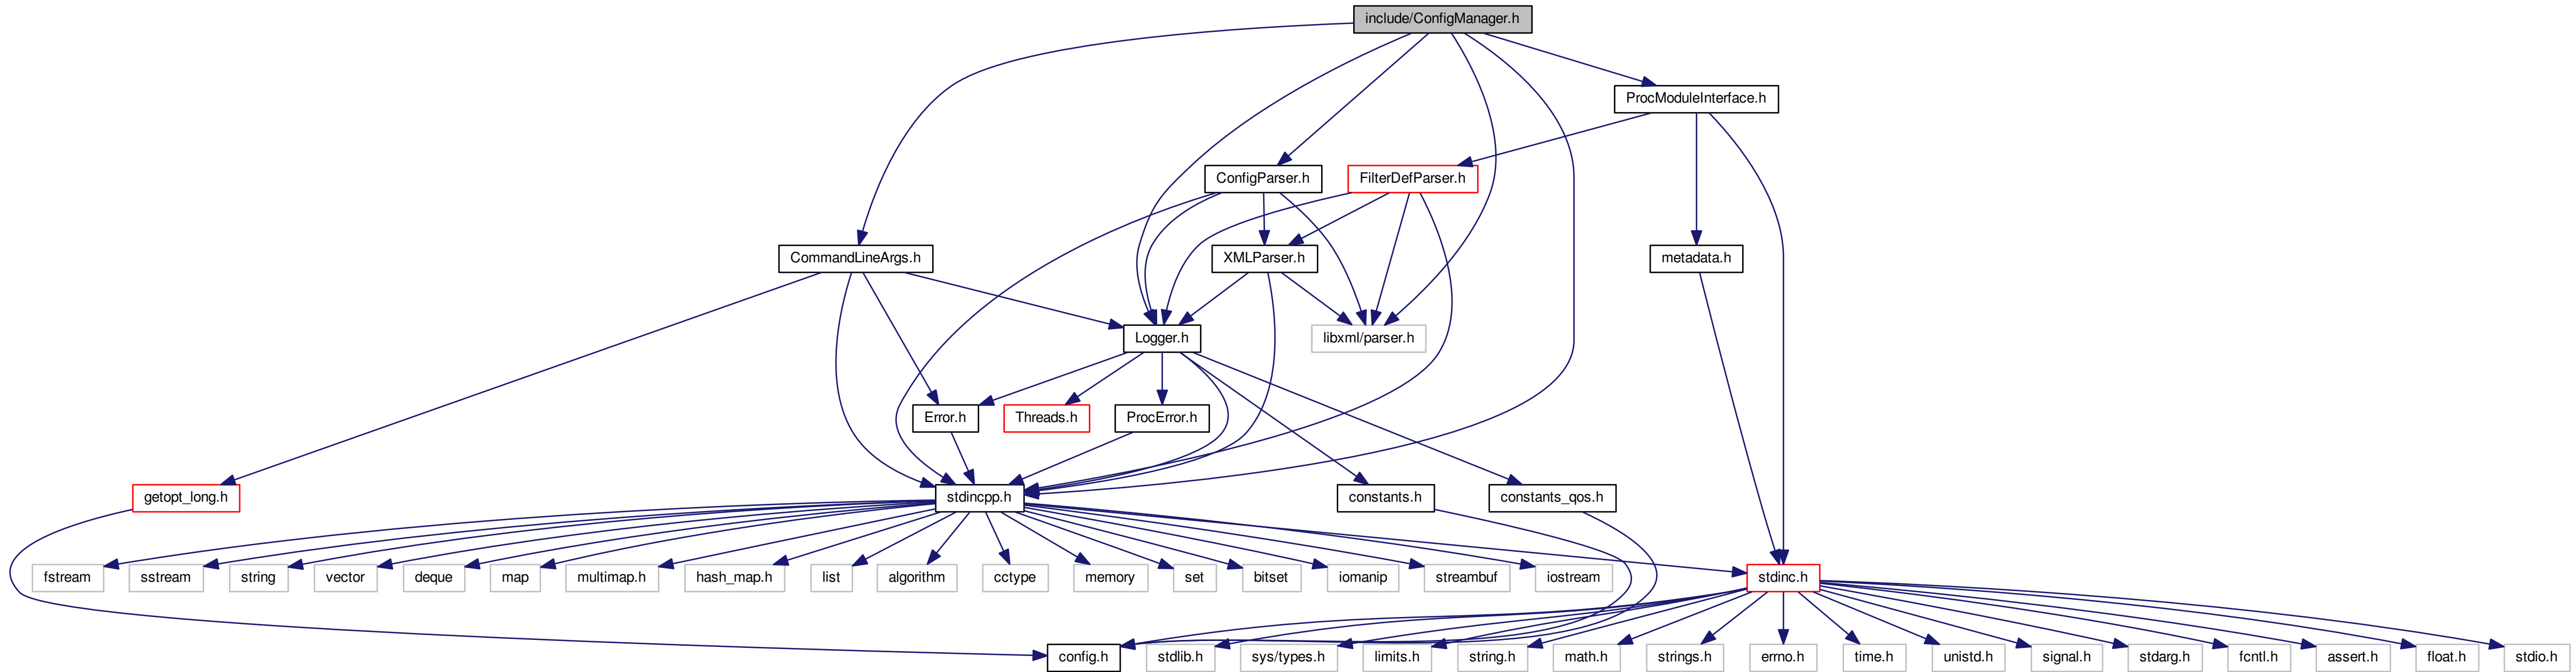 include/ConfigManager.h
ProcModuleInterface.h
ConfigParser.h
FilterDefParser.h
CommandLineArgs.h
XMLParser.h
metadata.h
Logger.h
libxml/parser.h
Error.h
Threads.h
ProcError.h
getopt_long.h
stdincpp.h
constants.h
constants_qos.h
fstream
sstream
string
vector
deque
map
multimap.h
hash_map.h
list
algorithm
cctype
memory
set
bitset
iomanip
streambuf
iostream
stdinc.h
config.h
stdlib.h
sys/types.h
limits.h
string.h
math.h
strings.h
errno.h
time.h
unistd.h
signal.h
stdarg.h
fcntl.h
assert.h
float.h
stdio.h